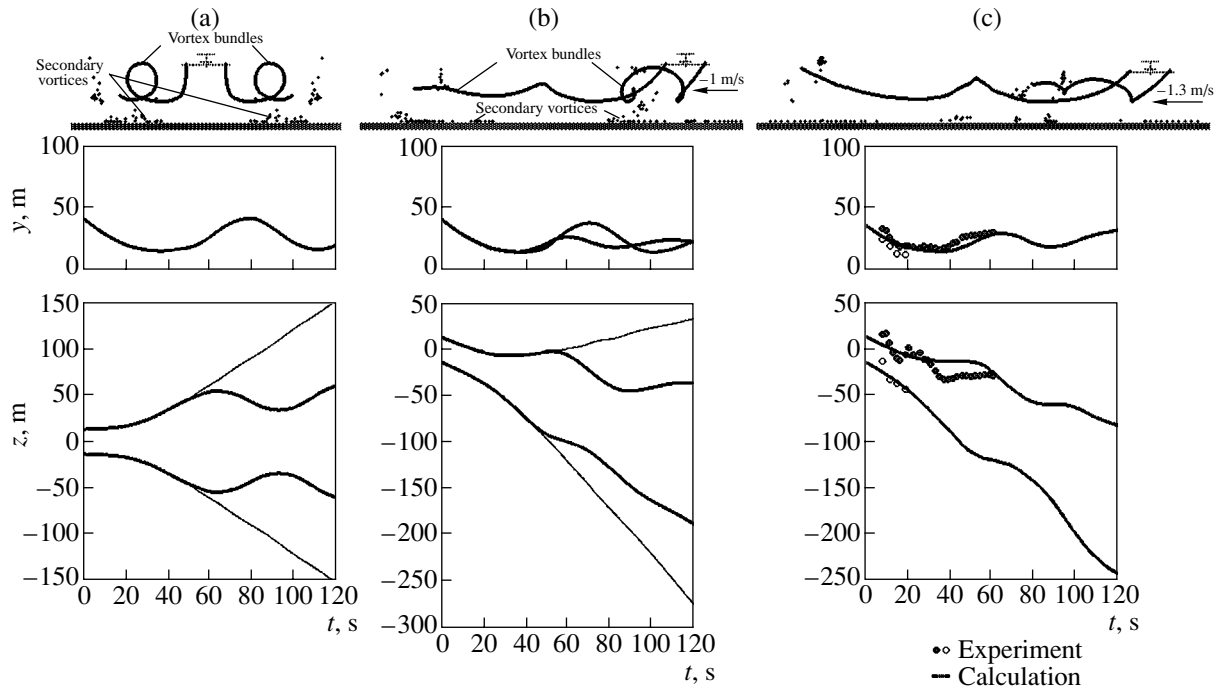 (a)
(b)
(c)
Vortex bundles
Secondary
vortices
Vortex bundles
Secondary vortices
−1 m/s
−1.3 m/s
y, m
100
50
0
100
50
0
100
50
0
z, m
150
100
50
0
−50
−100
−150
0 20 40 60 80 100 120
t, s
50
0
−50
−100
−150
−200
−250
−300
0 20 40 60 80 100 120
t, s
50
0
−50
−100
−150
−200
−250
0 20 40 60 80 100 120
t, s
Experiment
Calculation